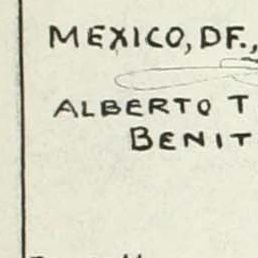 MEXICO, DF.,
ALBERTO T
BENIT